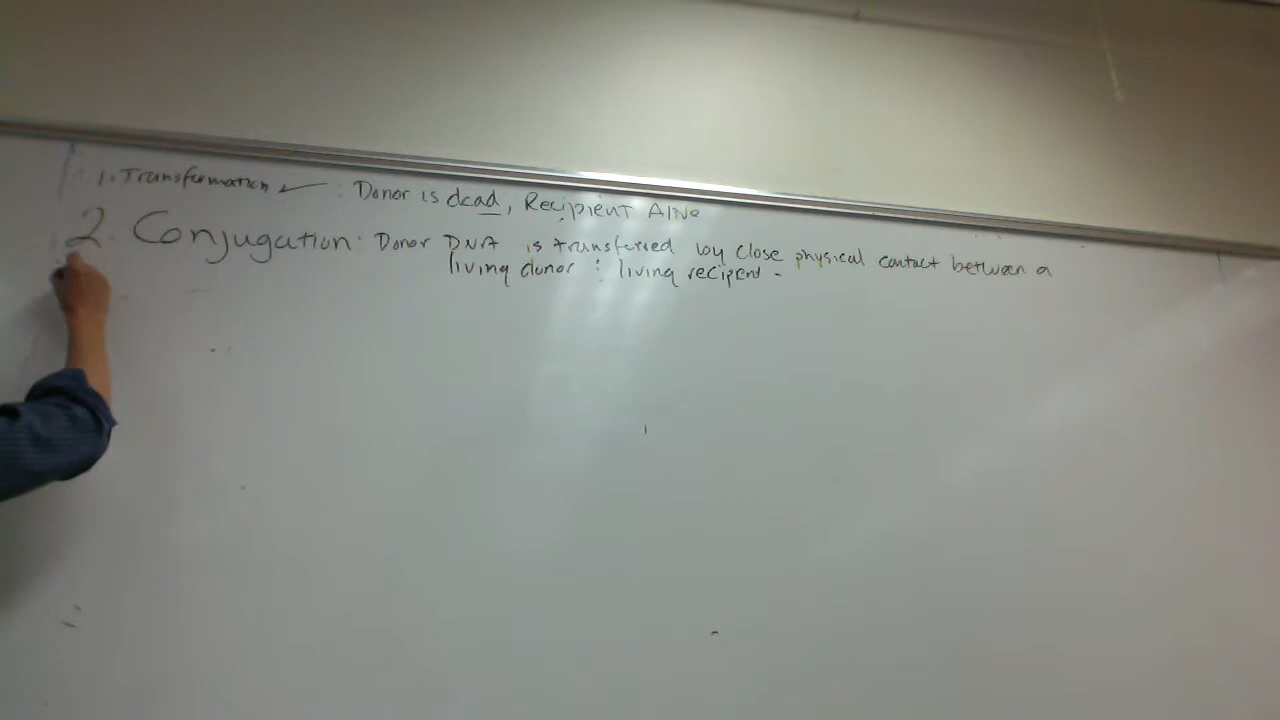 1. Transformation ✓ : Donor is dead, Recipient Alive
2. Conjugation: Donor DNA is transferred by close physical contact between a
living donor : living recipent.